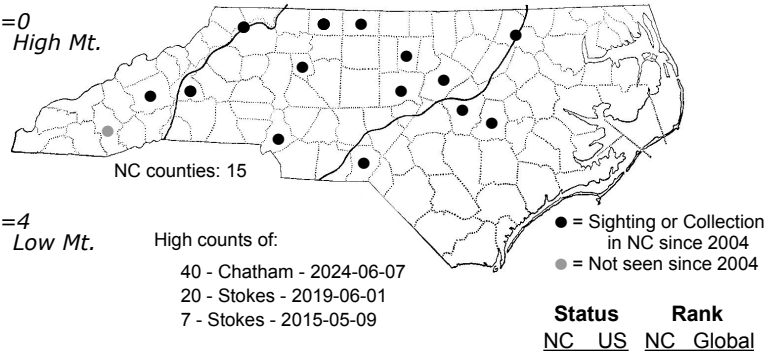 =0
High Mt.
NC counties: 15
=4
Low Mt.
High counts of:
40 - Chatham - 2024-06-07
20 - Stokes - 2019-06-01
7 - Stokes - 2015-05-09
= Sighting or Collection
in NC since 2004
= Not seen since 2004
Status Rank
NC US NC Global